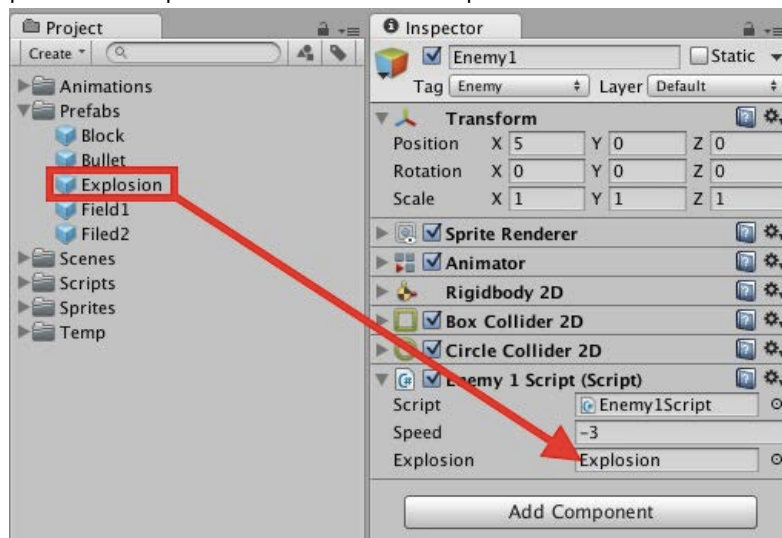 Project
Create
Animations
Prefabs
Block
Bullet
Explosion
Field1
Filed2
Scenes
Scripts
Sprites
Temp
Inspector
Enemy1 Static
Tag Enemy Layer Default
Transform
Position X 5 Y 0 Z 0
Rotation X 0 Y 0 Z 0
Scale X 1 Y 1 Z 1
Sprite Renderer
Animator
Rigidbody 2D
Box Collider 2D
Circle Collider 2D
Enemy 1 Script (Script)
Script Enemy1Script
Speed -3
Explosion Explosion
Add Component